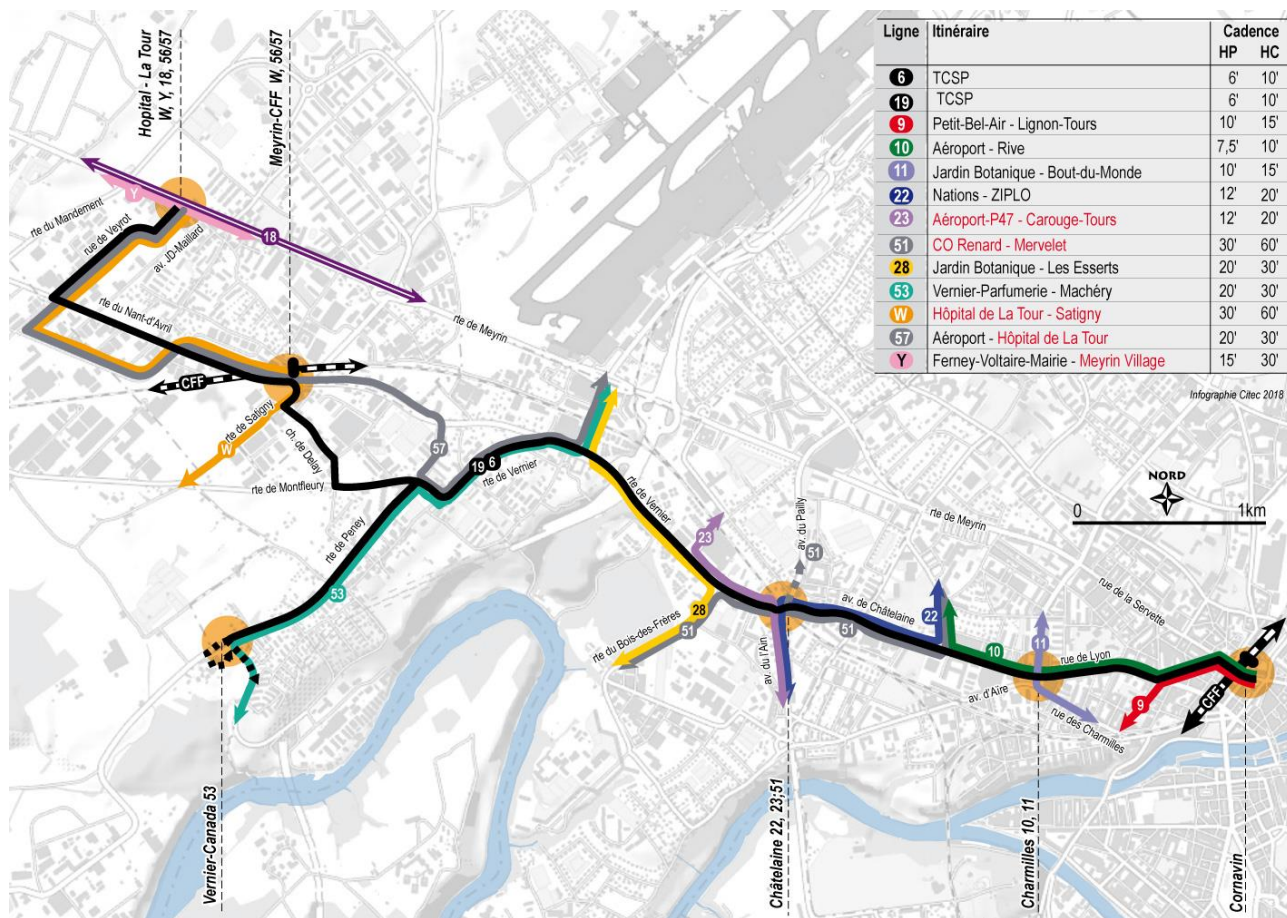 Hopital - La Tour
W, Y, 18, 56/57
Meyrin-CFF W, 56/57
Ligne Itinéraire Cadence
HP HC
6 TCSP 6' 10'
19 TCSP 6' 10'
9 Petit-Bel-Air - Lignon-Tours 10' 15'
10 Aéroport - Rive 7,5' 10'
11 Jardin Botanique - Bout-du-Monde 10' 15'
22 Nations - ZIPLO 12' 20'
23 Aéroport-P47 - Carouge-Tours 12' 20'
51 CO Renard - Mervelet 30' 60'
28 Jardin Botanique - Les Esserts 20' 30'
53 Vernier-Parfumerie - Machéry 20' 30'
W Hôpital de La Tour - Satigny 30' 60'
57 Aéroport - Hôpital de La Tour 20' 30'
Y Ferney-Voltaire-Mairie - Meyrin Village 15' 30'
Infographie Citec 2018
NORD
0 1km
Y
rte du Mandement
rue de Veyrot
av. JD-Maillard
18
rte de Meyrin
rte du Nant-d'Avril
CFF
rte de Satigny
W
ch. de Delay
57
rte de Montfleury
19 6
rte de Vernier
rte de Vernier
rte de Peney
53
23
av. du Pailly
51
rte de Meyrin
rue de la Servette
28
rte du Bois-des-Frères
51
av. de Châtelaine
51
22
av. du l'Ain
10
11
rue de Lyon
av. d'Aïre
rue des Charmilles
9
CFF
Vernier-Canada 53
Châtelaine 22, 23;51
Charmilles 10, 11
Cornavin